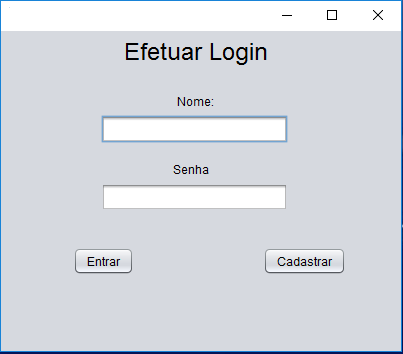 Efetuar Login
Nome:
Senha
Entrar
Cadastrar